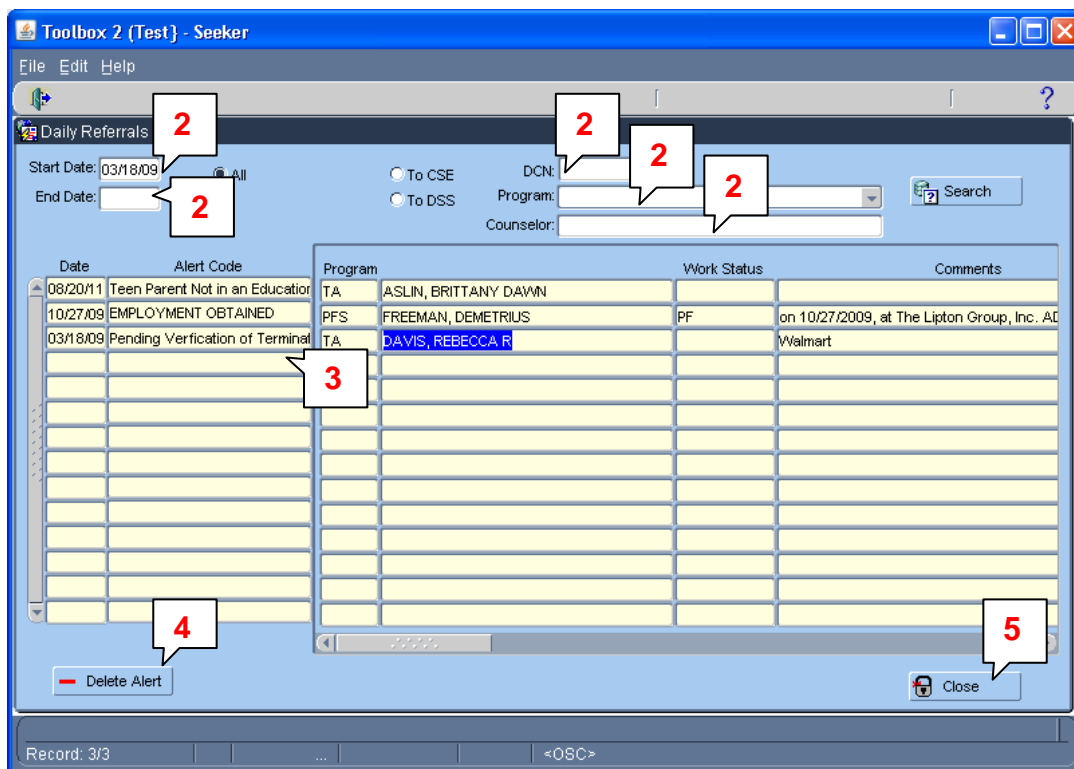 Toolbox 2 (Test} - Seeker
File Edit Help
?
Daily Referrals
2 2 2 2 2
Start Date: 03/18/09 All To CSE DCN:
End Date: To DSS Program: ? Search
Counselor:
Date Alert Code Program Work Status Comments
08/20/11 Teen Parent Not in an Education TA ASLIN, BRITTANY DAWN
10/27/09 EMPLOYMENT OBTAINED PFS FREEMAN, DEMETRIUS PF on 10/27/2009, at The Lipton Group, Inc. AD
03/18/09 Pending Verfication of Terminat TA DAVIS, REBECCA R Walmart
3
4 5
Delete Alert Close
Record: 3/3 ... <OSC>